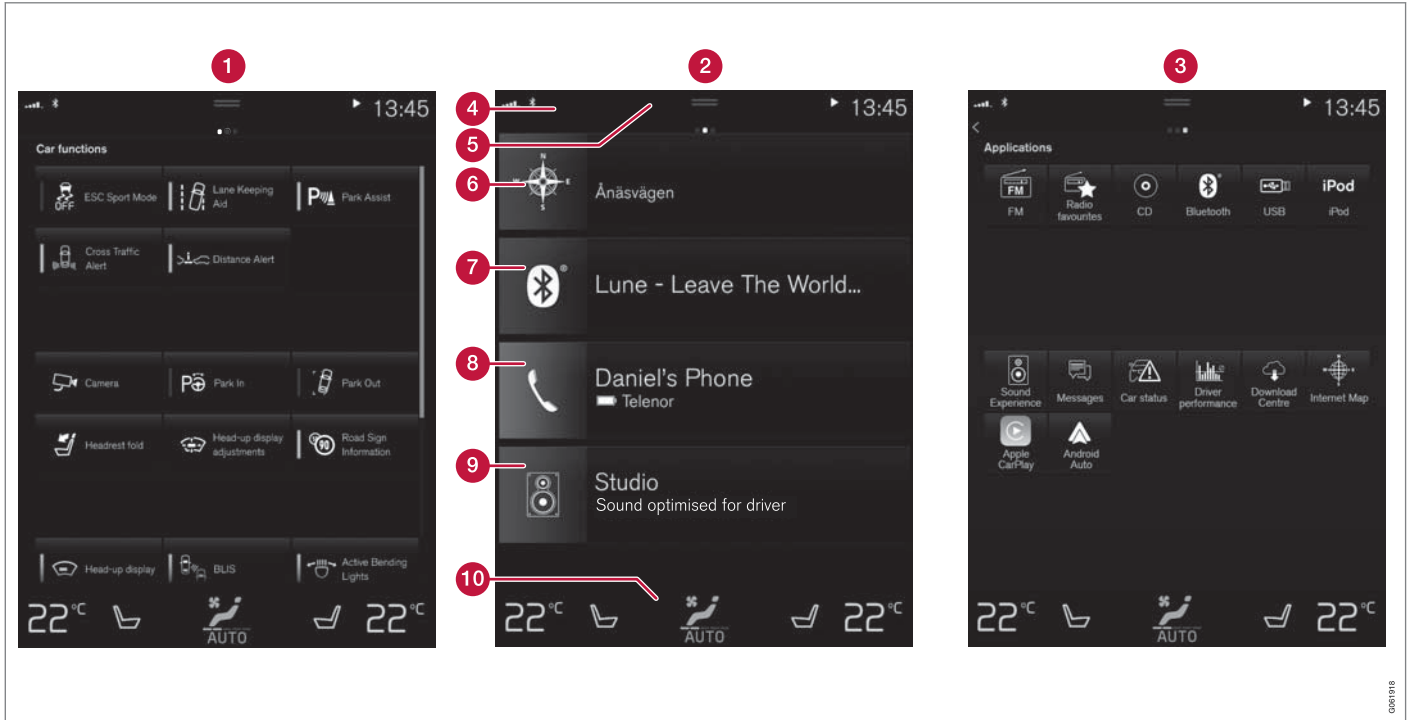 1
2
3
13:45
Car functions
ESC Sport Mode
OFF
Lane Keeping
Aid
P
Park Assist
Cross Traffic
Alert
Distance Alert
Camera
P
Park In
Park Out
Headrest fold
Head-up display
adjustments
90
Road Sign
Information
Head-up display
BLIS
Active Bending
Lights
22°C
AUTO
22°C
4
5
6
7
8
9
10
13:45
N
W
E
S
Ånäsvägen
Lune - Leave The World...
Daniel's Phone
Telenor
Studio
Sound optimised for driver
22°C
AUTO
22°C
13:45
Applications
FM
FM
Radio
favourites
CD
Bluetooth
USB
iPod
iPod
Sound
Experience
Messages
Car status
Driver
performance
Download
Centre
Internet Map
Apple
CarPlay
Android
Auto
22°C
AUTO
22°C
G061918